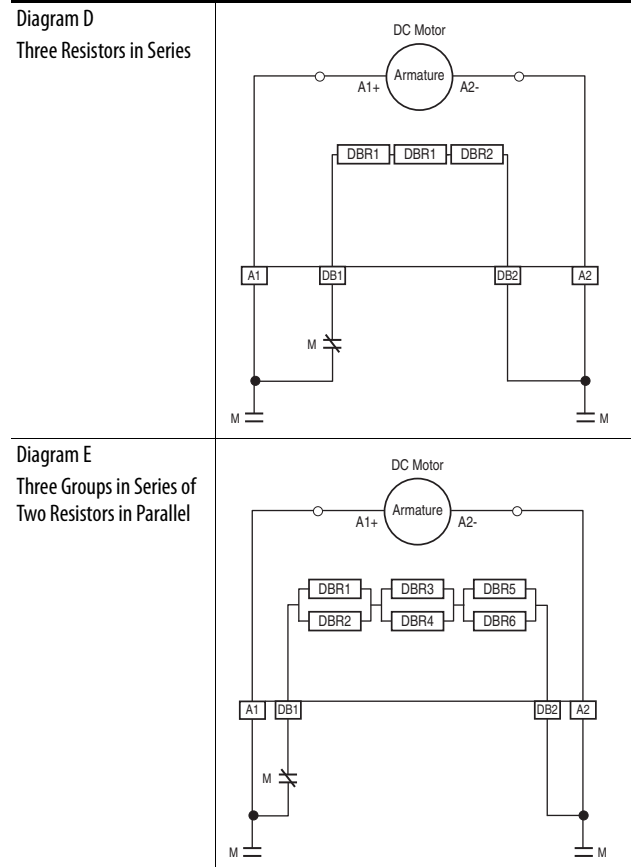 Diagram D
Three Resistors in Series
DC Motor
Armature
A1+
A2-
DBR1
DBR1
DBR2
A1
DB1
DB2
A2
M
M
M
Diagram E
Three Groups in Series of
Two Resistors in Parallel
DC Motor
Armature
A1+
A2-
DBR1
DBR3
DBR5
DBR2
DBR4
DBR6
A1
DB1
DB2
A2
M
M
M